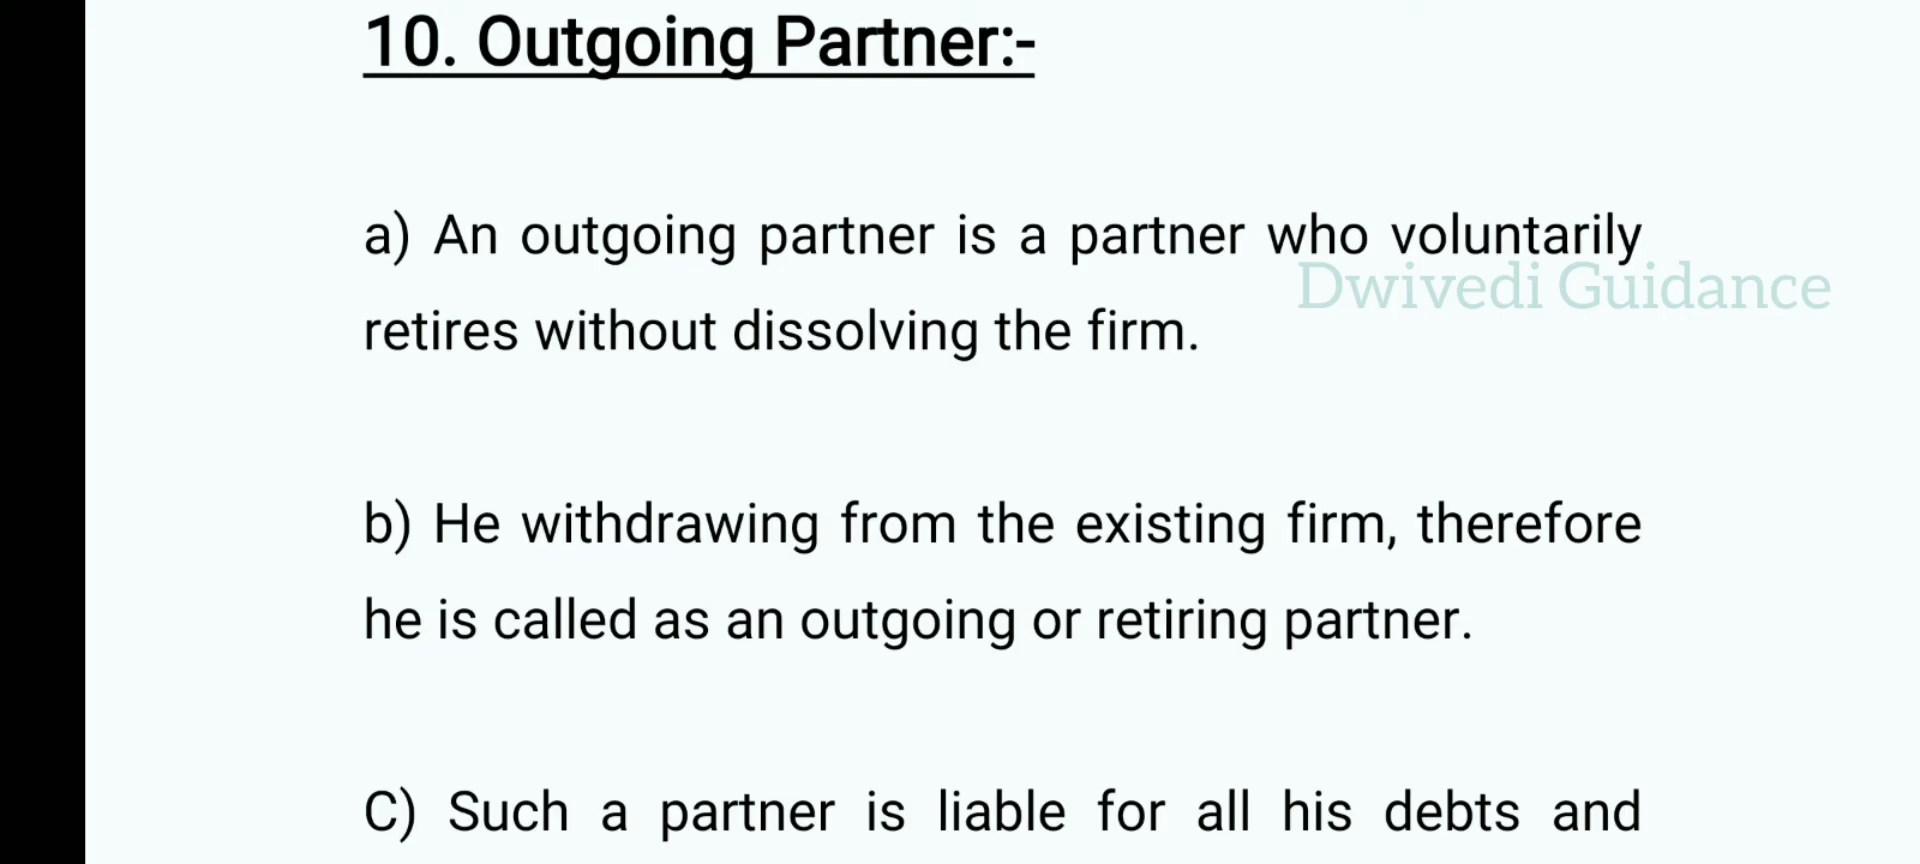 10. Outgoing Partner:-
a) An outgoing partner is a partner who voluntarily
Dwivedi Guidance
retires without dissolving the firm.
b) He withdrawing from the existing firm, therefore
he is called as an outgoing or retiring partner.
C) Such a partner is liable for all his debts and